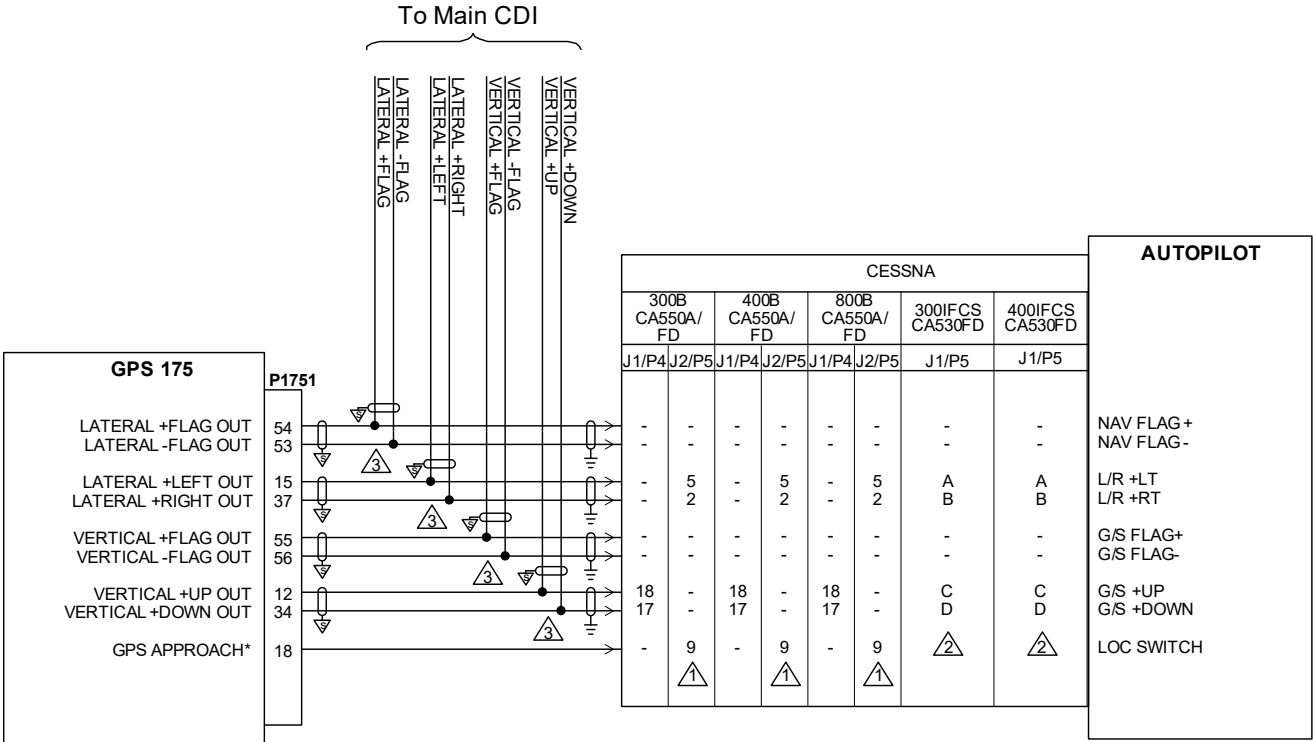 To Main CDI
LATERAL +FLAG
LATERAL -FLAG
LATERAL +LEFT
LATERAL +RIGHT
VERTICAL +FLAG
VERTICAL -FLAG
VERTICAL +UP
VERTICAL +DOWN
GPS 175
P1751
CESSNA
AUTOPILOT
300B
CA550A/
FD
400B
CA550A/
FD
800B
CA550A/
FD
300IFCS
CA530FD
400IFCS
CA530FD
J1/P4 J2/P5 J1/P4 J2/P5 J1/P4 J2/P5 J1/P5 J1/P5
LATERAL +FLAG OUT 54 S - - - - - - - - NAV FLAG+
LATERAL -FLAG OUT 53 S 3 - - - - - - - - NAV FLAG-
LATERAL +LEFT OUT 15 S - 5 - 5 - 5 A A L/R +LT
LATERAL +RIGHT OUT 37 S 3 - 2 - 2 - 2 B B L/R +RT
VERTICAL +FLAG OUT 55 S - - - - - - - - G/S FLAG+
VERTICAL -FLAG OUT 56 S 3 - - - - - - - - G/S FLAG-
VERTICAL +UP OUT 12 S 18 - 18 - 18 - C C G/S +UP
VERTICAL +DOWN OUT 34 S 3 17 - 17 - 17 - D D G/S +DOWN
GPS APPROACH* 18 - 9 - 9 - 9 2 2 LOC SWITCH
1 1 1